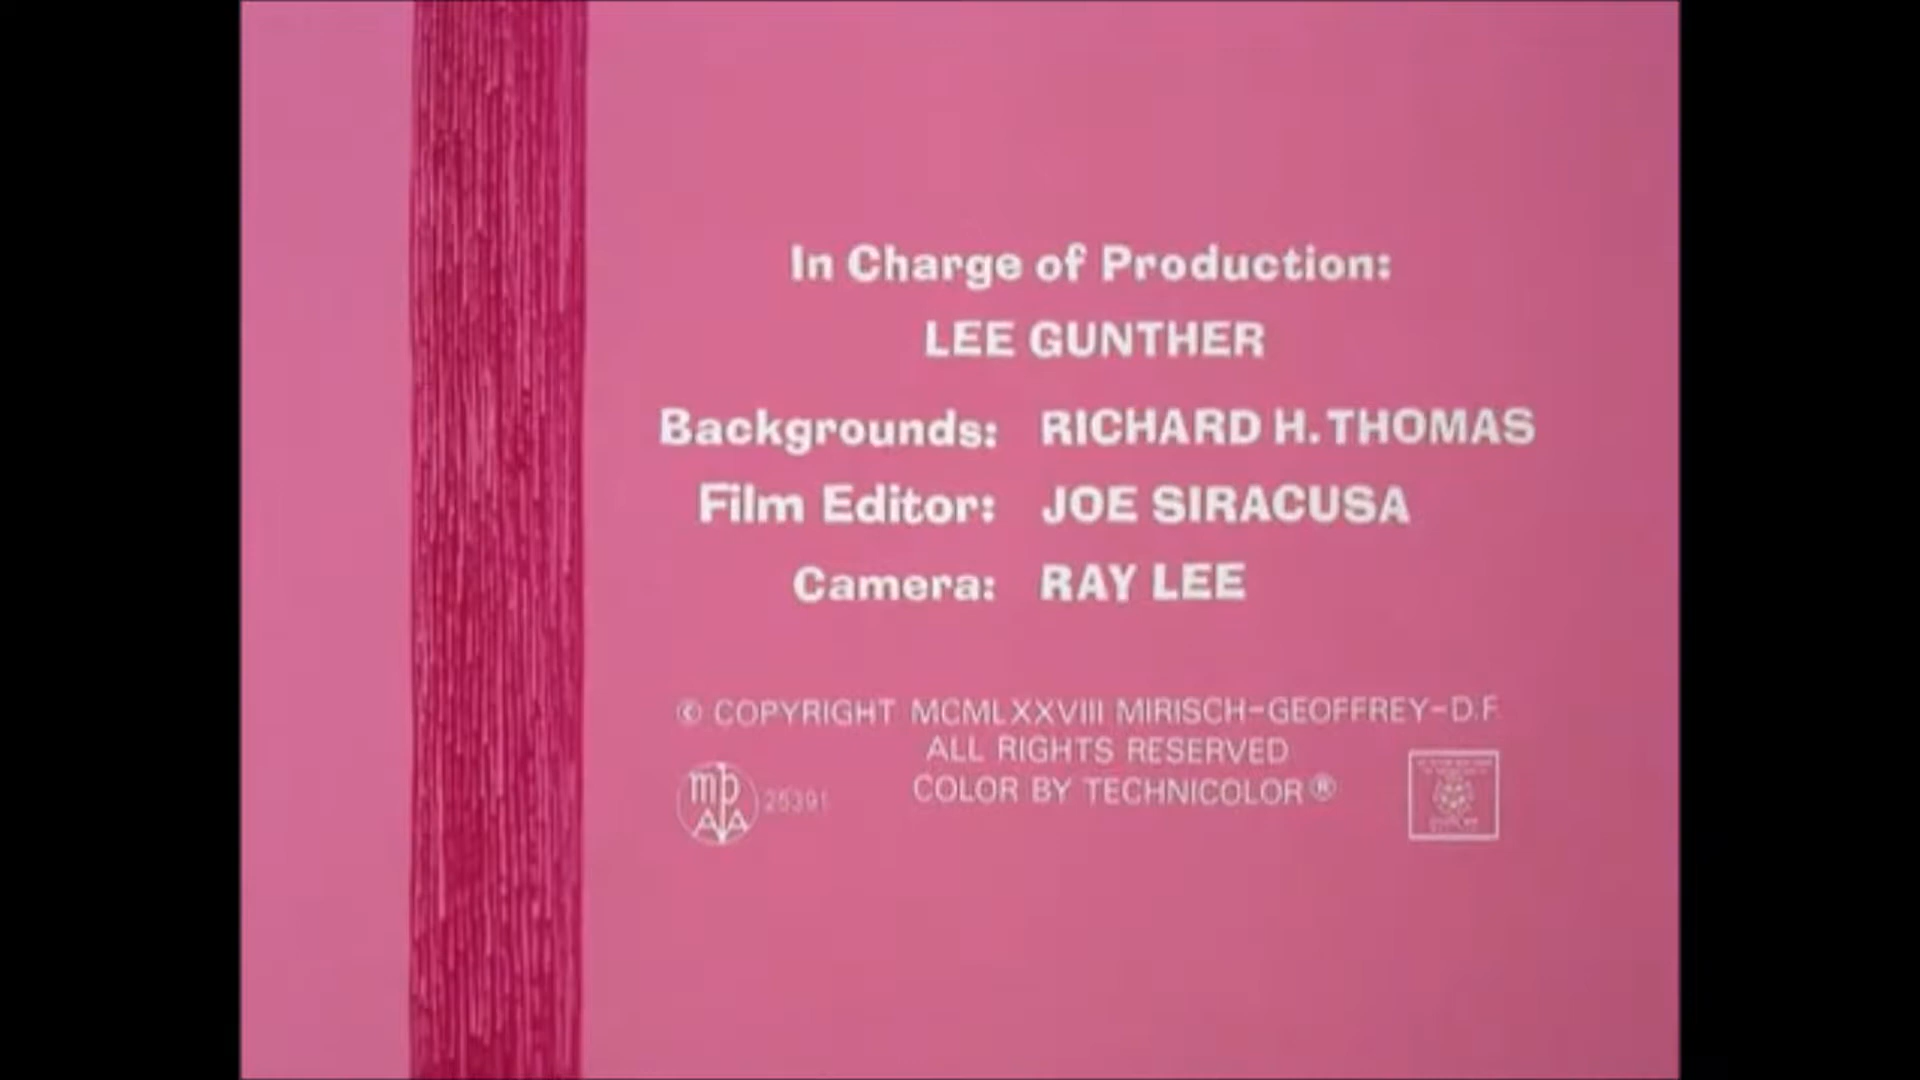 In Charge of Production:
LEE GUNTHER
Backgrounds: RICHARD H. THOMAS
Film Editor: JOE SIRACUSA
Camera: RAY LEE
© COPYRIGHT MCMLXXVIII MIRISCH-GEOFFREY-D.F.
ALL RIGHTS RESERVED
COLOR BY TECHNICOLOR®
mpAA 25391